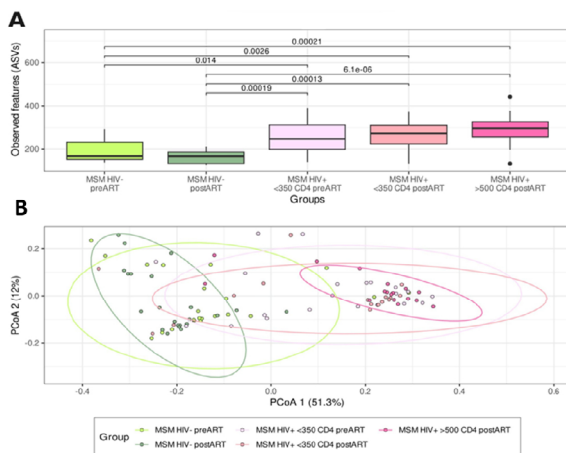 A
Observed features (ASVs)
600
400
200
0.00021
0.0026
0.014
6.1e-06
0.00013
0.00019
MSM HIV- preART
MSM HIV- postART
MSM HIV+ <350 CD4 preART
MSM HIV+ <350 CD4 postART
MSM HIV+ >500 CD4 postART
Groups
B
PCoA 2 (12%)
0.2
0.0
-0.2
-0.4 -0.2 0.0 0.2 0.4 0.6
PCoA 1 (51.3%)
Group
MSM HIV- preART MSM HIV+ <350 CD4 preART MSM HIV+ >500 CD4 postART
MSM HIV- postART MSM HIV+ <350 CD4 postART